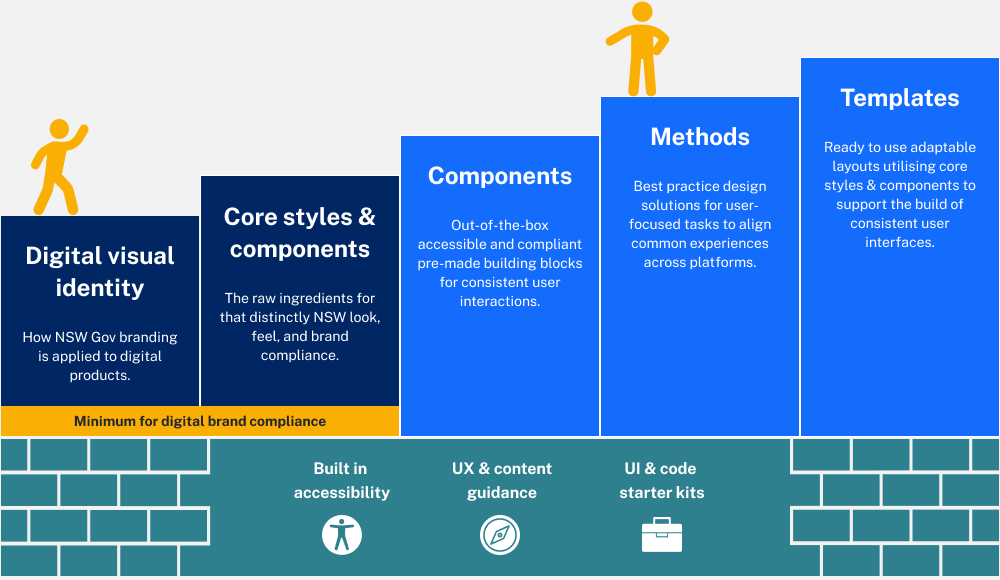 Digital visual
identity
How NSW Gov branding
is applied to digital
products.
Core styles &
components
The raw ingredients for
that distinctly NSW look,
feel, and brand
compliance.
Components
Out-of-the-box
accessible and compliant
pre-made building blocks
for consistent user
interactions.
Methods
Best practice design
solutions for user-
focused tasks to align
common experiences
across platforms.
Templates
Ready to use adaptable
layouts utilising core
styles & components to
support the build of
consistent user
interfaces.
Minimum for digital brand compliance
Built in
accessibility
UX & content
guidance
UI & code
starter kits